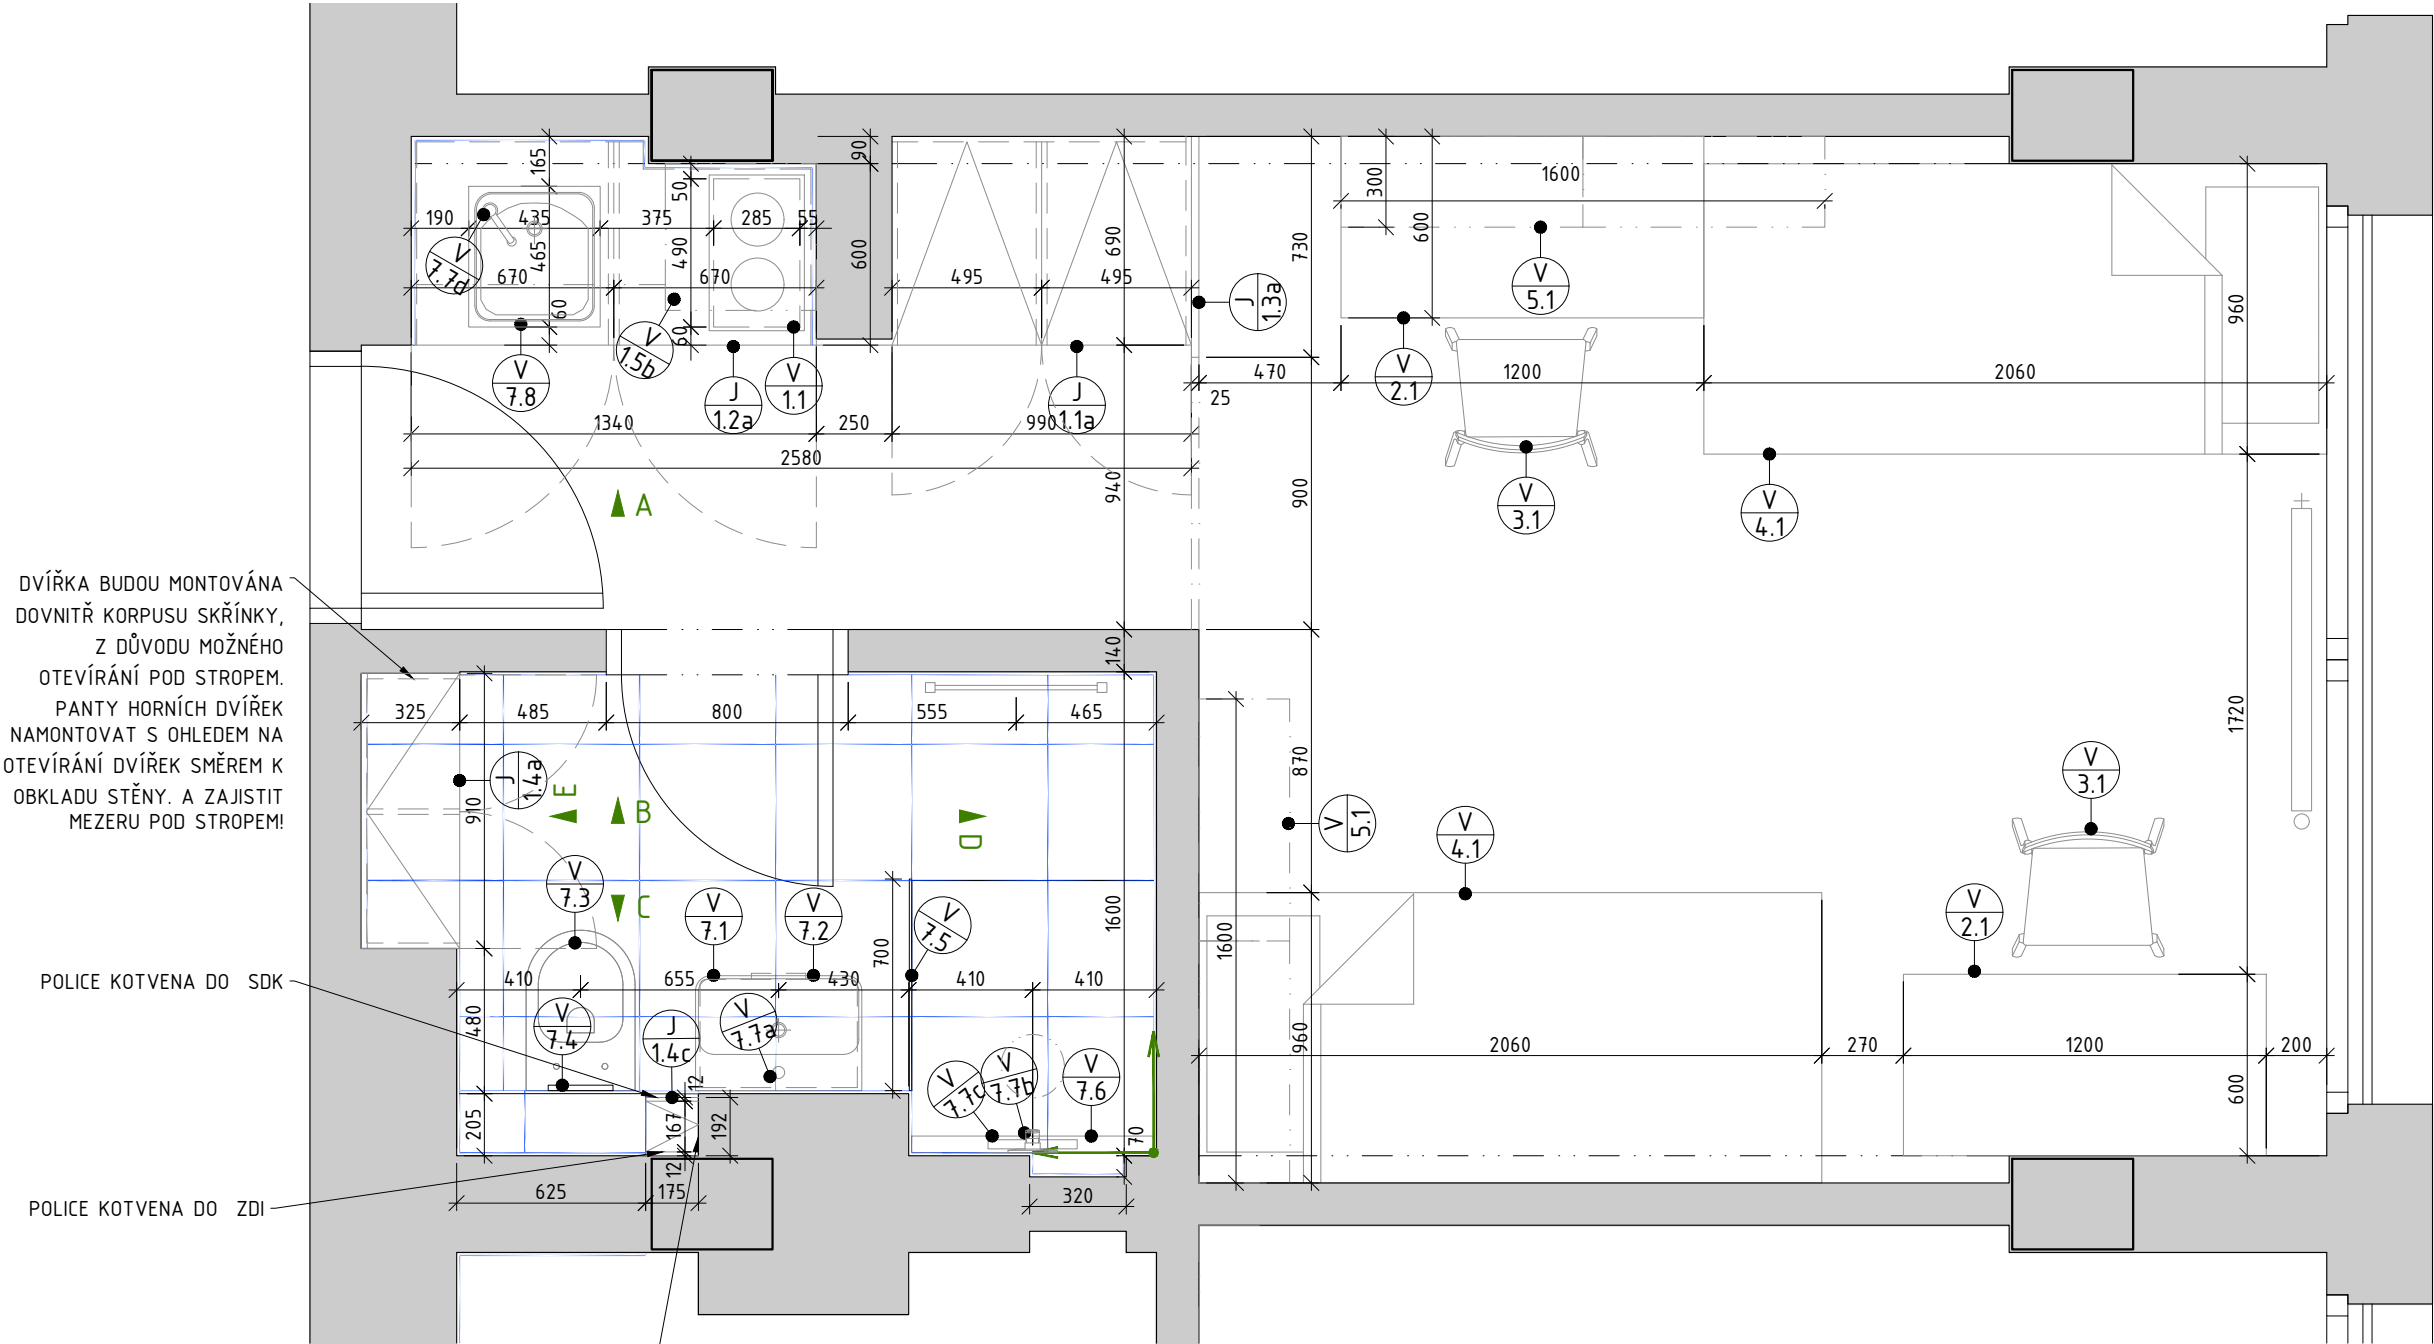 165
90
190
435
375
285
55
50
300
1600
600
465
490
600
690
730
V
7.7d
670
670
495
495
60
60
J
1.3a
V
5.1
960
V
7.8
V
1.5b
J
1.2a
V
1.1
J
1.1a
470
V
2.1
1200
2060
25
1340
250
990
2580
940
900
A
V
3.1
V
4.1
DVÍŘKA BUDOU MONTOVÁNA
DOVNITŘ KORPUSU SKŘÍNKY,
Z DŮVODU MOŽNÉHO
OTEVÍRÁNÍ POD STROPEM.
PANTY HORNÍCH DVÍŘEK
NAMONTOVAT S OHLEDEM NA
OTEVÍRÁNÍ DVÍŘEK SMĚREM K
OBKLADU STĚNY. A ZAJISTIT
MEZERU POD STROPEM!
140
325
485
800
555
465
1720
J
1.4a
910
E
B
D
870
V
5.1
V
4.1
V
3.1
V
7.3
C
V
7.1
V
7.2
V
7.5
1600
700
1600
V
2.1
POLICE KOTVENA DO SDK
410
655
430
410
410
480
V
7.4
J
1.4c
V
7.7a
960
2060
270
1200
200
V
7.7c
V
7.7b
V
7.6
600
12
205
167
192
70
12
POLICE KOTVENA DO ZDI
625
175
320